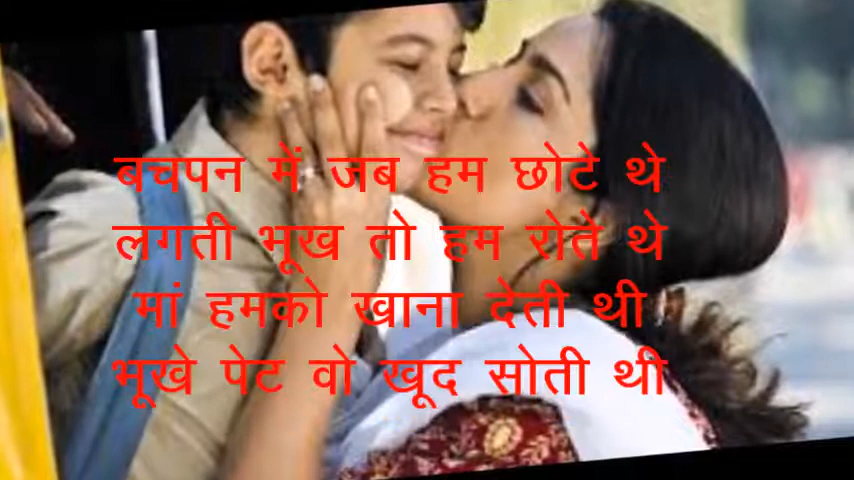 बचपन में जब हम छोटे थे
लगती भूख तो हम रोते थे
मां हमको खाना देती थी
भूखे पेट वो खूद सोती थी